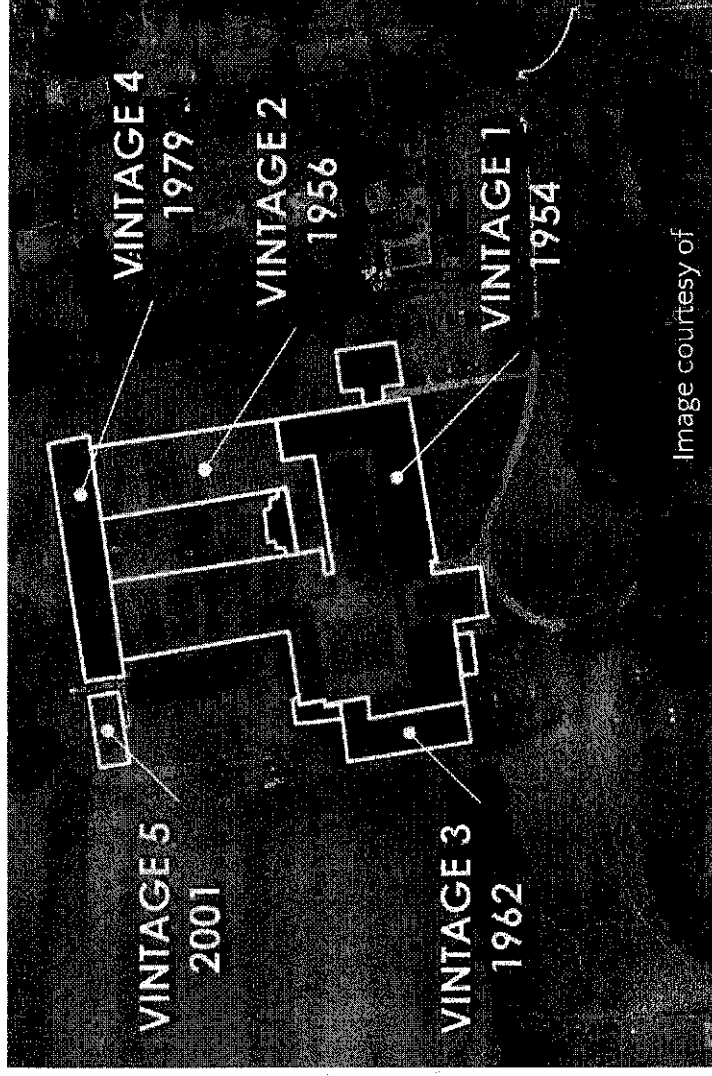 VINTAGE 5
2001
VINTAGE 4
1979
VINTAGE 2
1956
VINTAGE 3
1962
VINTAGE 1
1954
Image courtesy of